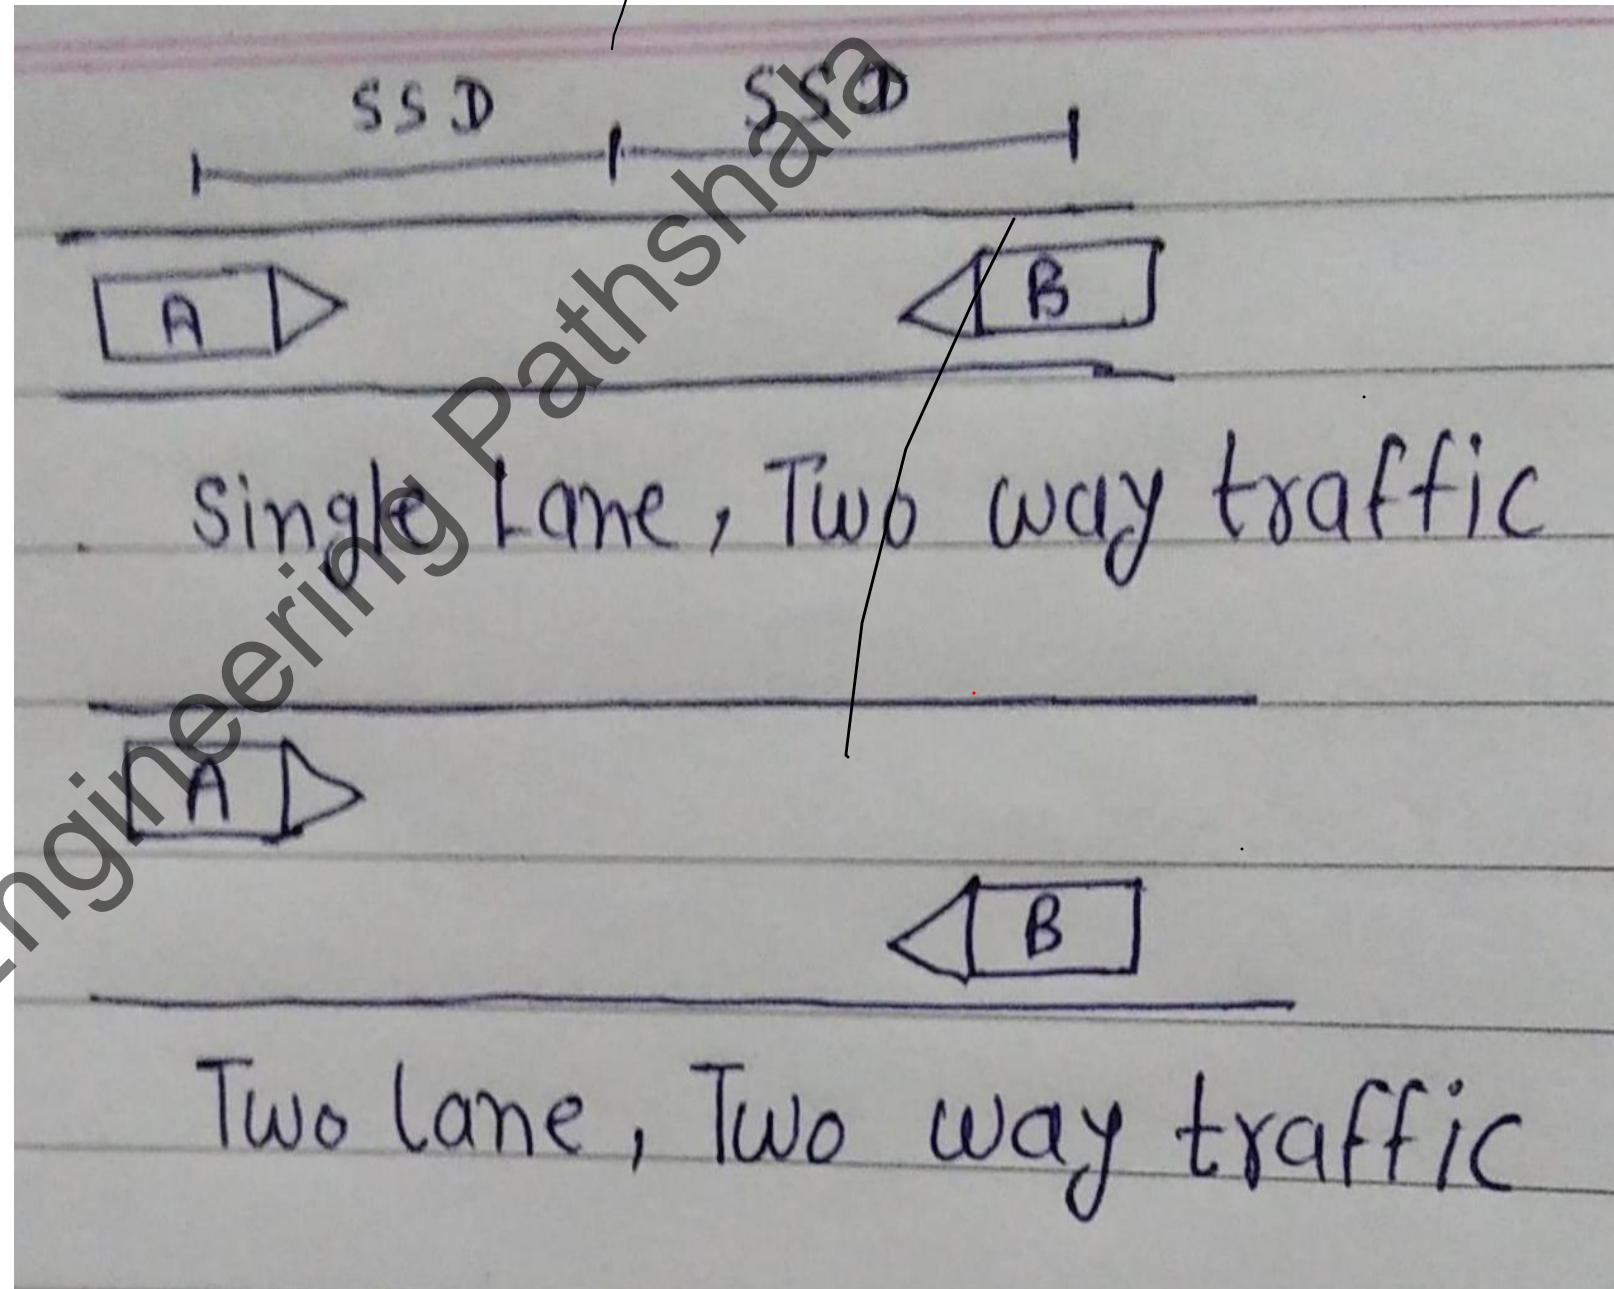 SSD SSD
A B
Single Lane, Two way traffic
A
B
Two lane, Two way traffic
Engineering Pathshala